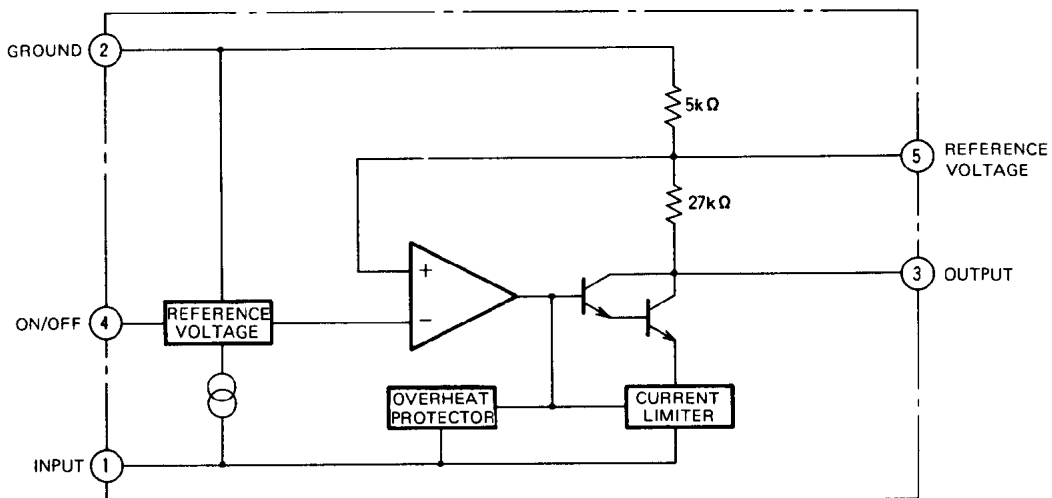 GROUND 2
5kΩ
5 REFERENCE
VOLTAGE
27kΩ
+
3 OUTPUT
ON/OFF 4
REFERENCE
VOLTAGE
−
OVERHEAT
PROTECTOR
CURRENT
LIMITER
INPUT 1